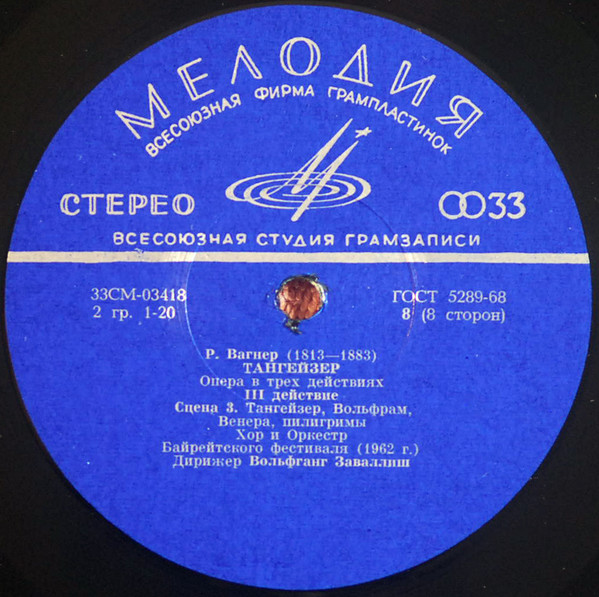 МЕЛОДИЯ
ВСЕСОЮЗНАЯ ФИРМА ГРАМПЛАСТИНОК
СТЕРЕО
33
ВСЕСОЮЗНАЯ СТУДИЯ ГРАМЗАПИСИ
33СМ-03418
2 гр. 1-20
ГОСТ 5289-68
8 (8 сторон)
Р. Вагнер (1813—1883)
ТАНГЕЙЗЕР
Опера в трех действиях
III действие
Сцена 3. Тангейзер, Вольфрам,
Венера, пилигримы
Хор и Оркестр
Байрейтского фестиваля (1962 г.)
Дирижер Вольфганг Заваллиш